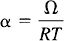 α = Ω / RT